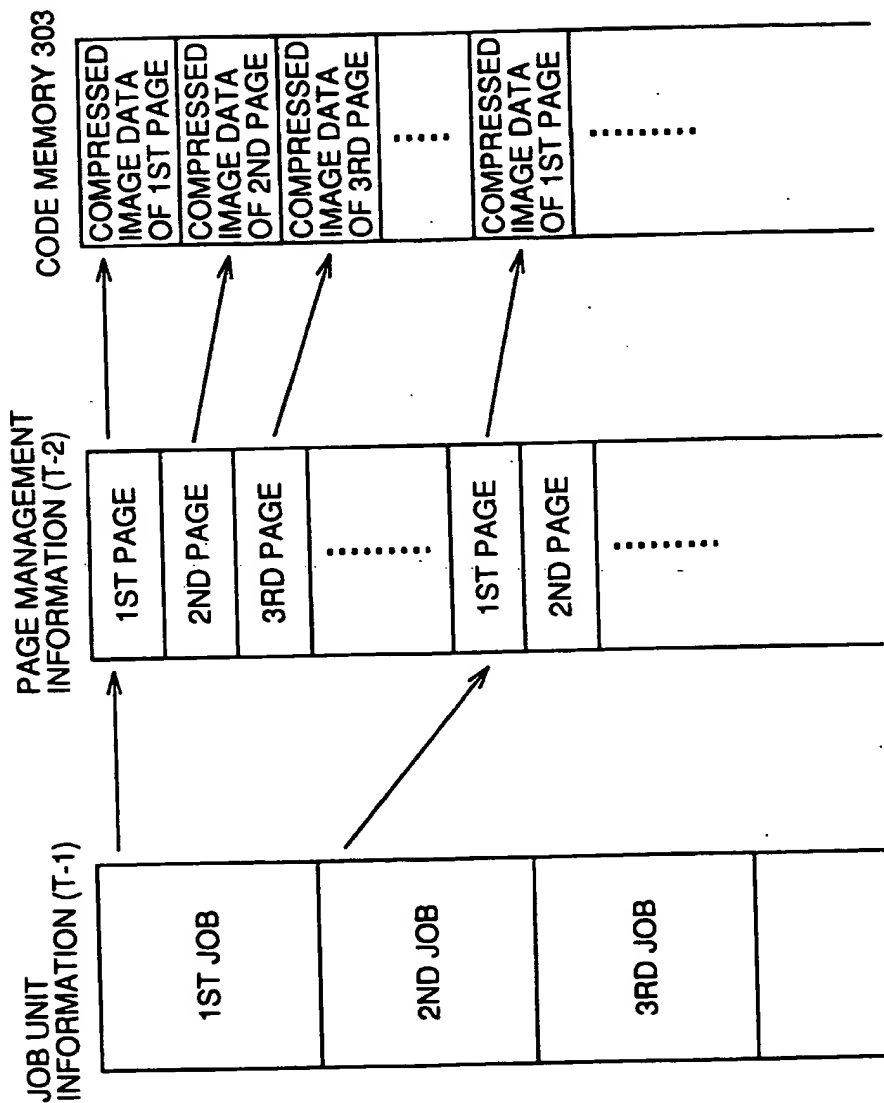 JOB UNIT
INFORMATION (T-1)
1ST JOB
2ND JOB
3RD JOB
PAGE MANAGEMENT
INFORMATION (T-2)
1ST PAGE
2ND PAGE
3RD PAGE
1ST PAGE
2ND PAGE
CODE MEMORY 303
COMPRESSED
IMAGE DATA
OF 1ST PAGE
COMPRESSED
IMAGE DATA
OF 2ND PAGE
COMPRESSED
IMAGE DATA
OF 3RD PAGE
COMPRESSED
IMAGE DATA
OF 1ST PAGE